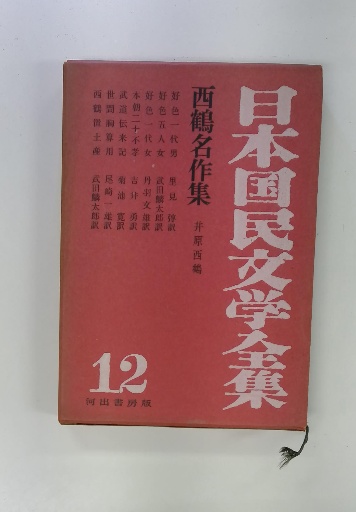 日本国民文学全集
西鶴名作集
井原西鶴
好色一代男 里見弴訳
好色五人女 武田麟太郎訳
好色一代女 丹羽文雄訳
本朝二十不孝 吉井勇訳
武道伝来記 菊池寛訳
世間胸算用 尾崎一雄訳
西鶴置土産 武田麟太郎訳
12
河出書房版